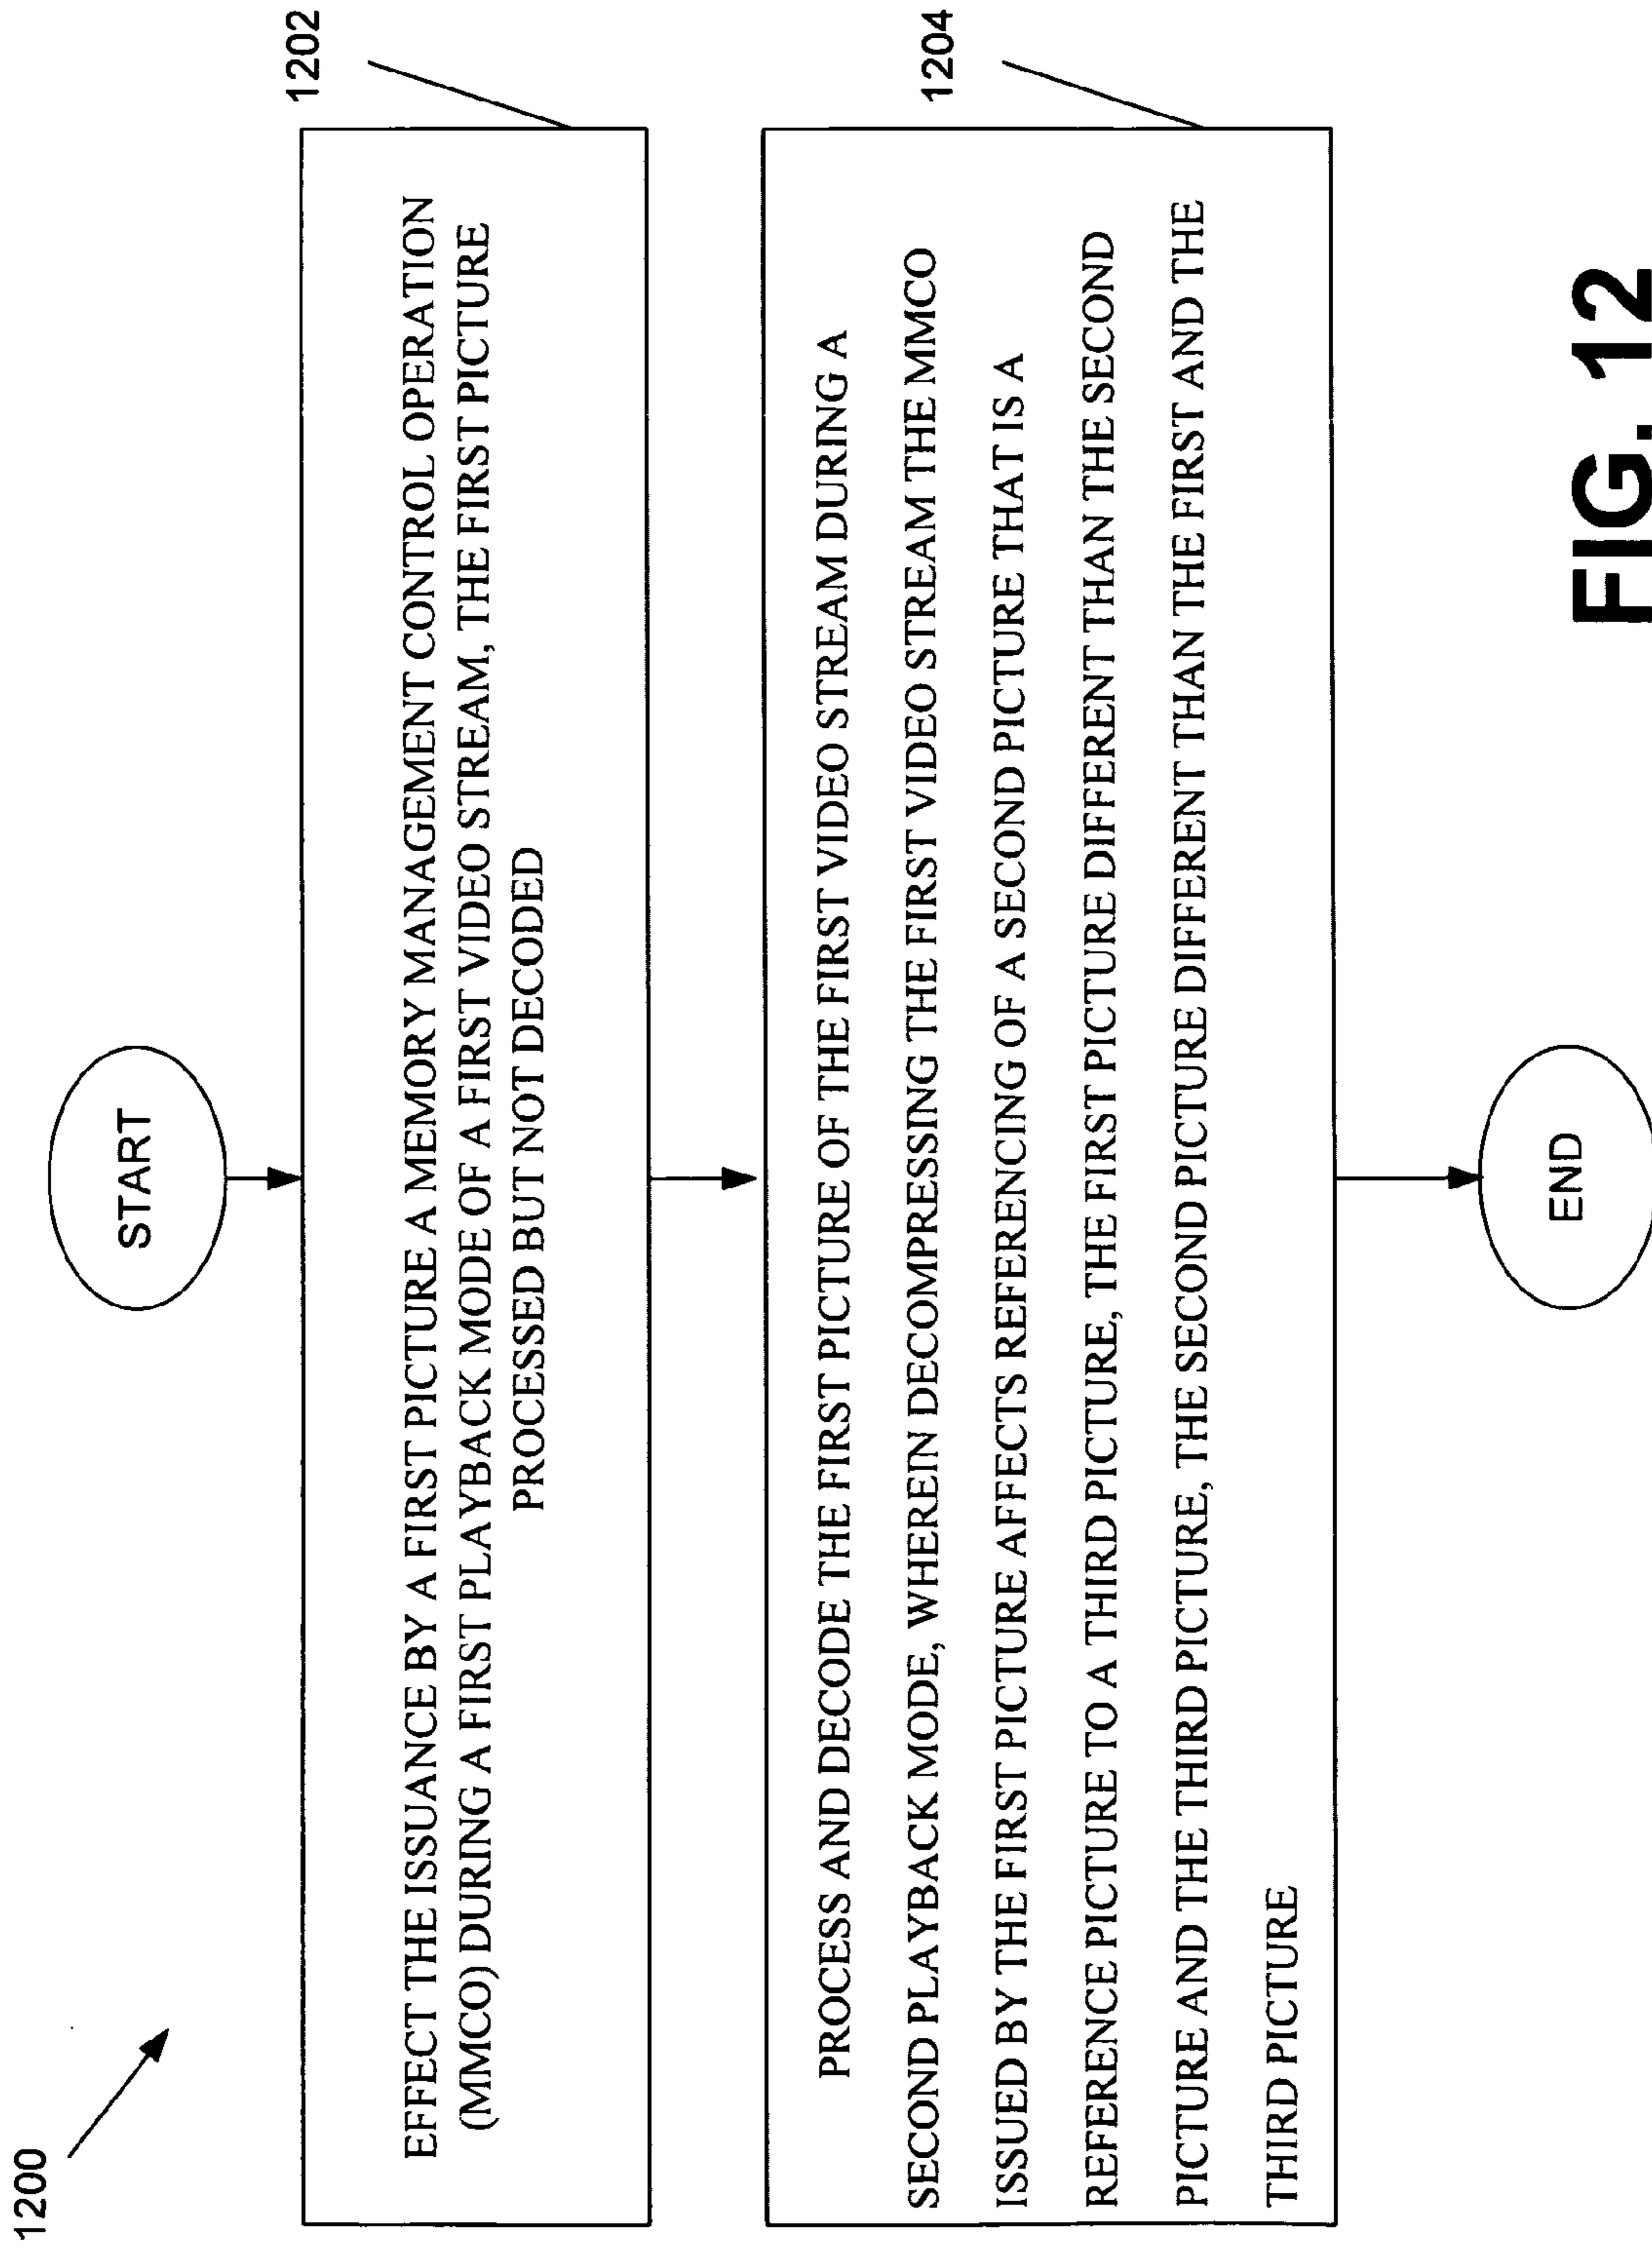 1200
START
1202
EFFECT THE ISSUANCE BY A FIRST PICTURE A MEMORY MANAGEMENT CONTROL OPERATION
(MMCO) DURING A FIRST PLAYBACK MODE OF A FIRST VIDEO STREAM, THE FIRST PICTURE
PROCESSED BUT NOT DECODED
1204
PROCESS AND DECODE THE FIRST PICTURE OF THE FIRST VIDEO STREAM DURING A
SECOND PLAYBACK MODE, WHEREIN DECOMPRESSING THE FIRST VIDEO STREAM THE MMCO
ISSUED BY THE FIRST PICTURE AFFECTS REFERENCING OF A SECOND PICTURE THAT IS A
REFERENCE PICTURE TO A THIRD PICTURE, THE FIRST PICTURE DIFFERENT THAN THE SECOND
PICTURE AND THE THIRD PICTURE, THE SECOND PICTURE DIFFERENT THAN THE FIRST AND THE
THIRD PICTURE
END
FIG. 12